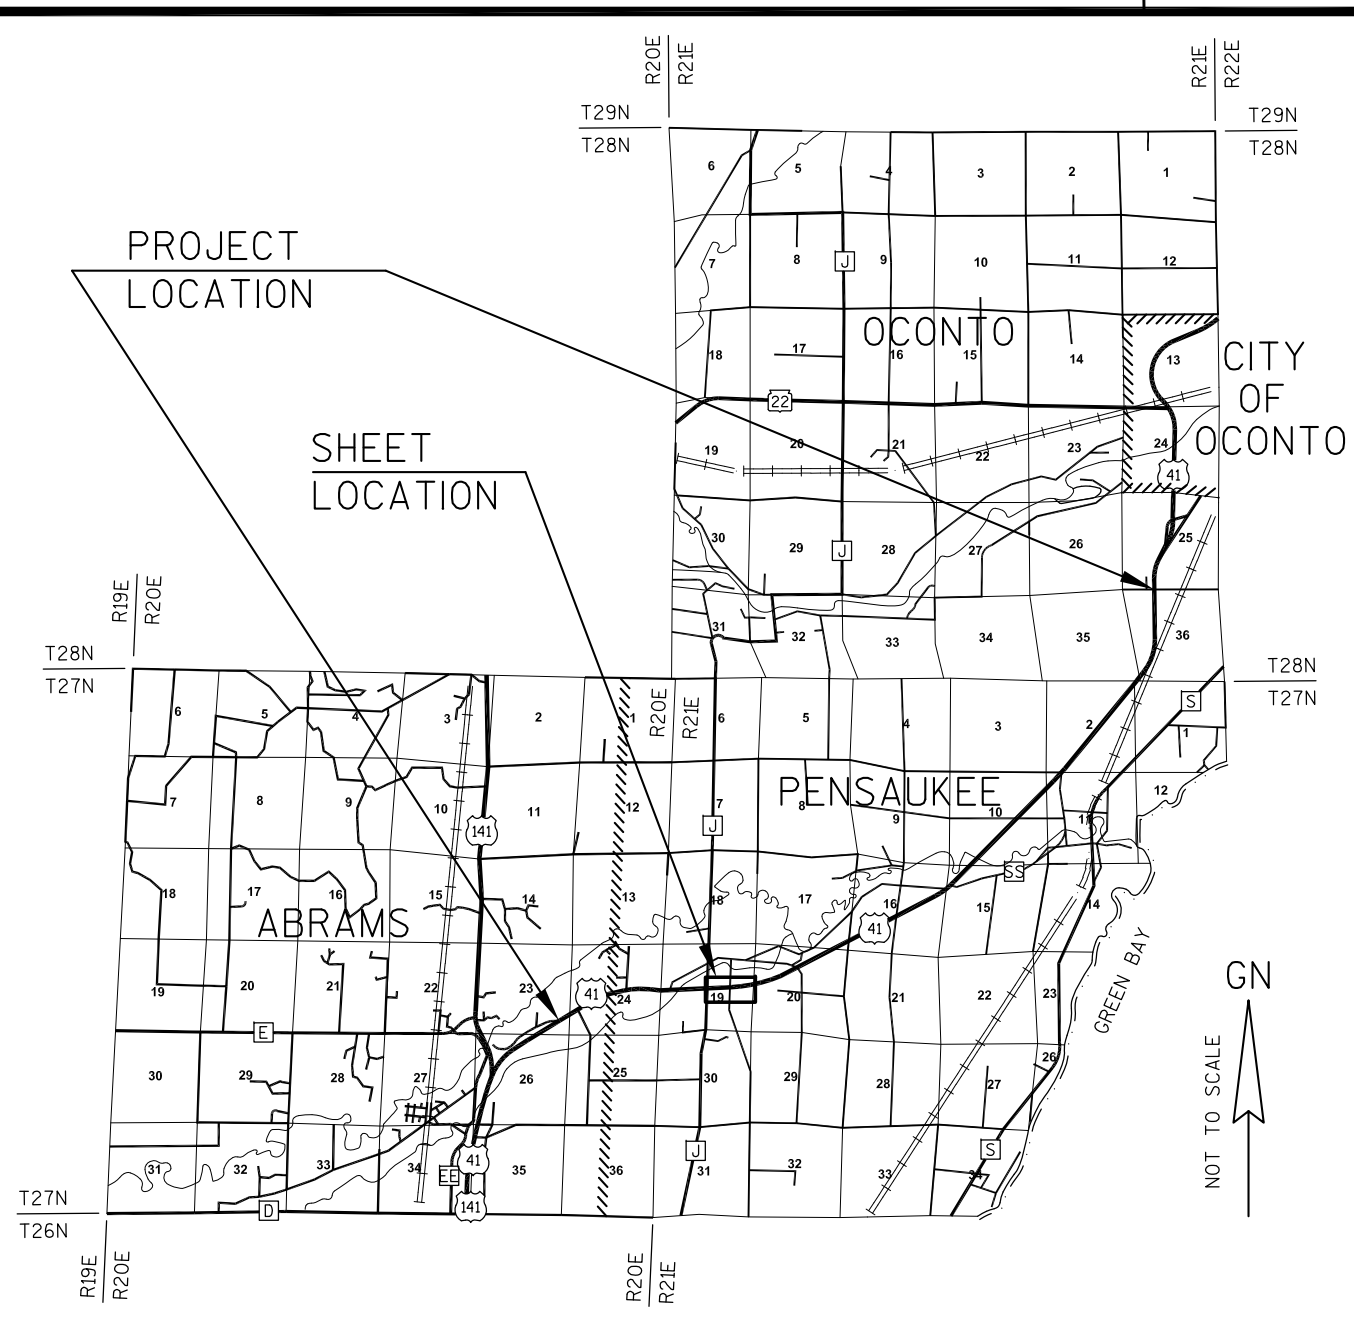 R20E
R21E
R21E
R22E
T29N
T28N
T29N
T28N
6 5 4 3 2 1
PROJECT
LOCATION
7 8 J 9 10 11 12
OCONTO
18 17 16 15 14 13
CITY
OF
OCONTO
22
SHEET
LOCATION
19 20 21 22 23 24
41
30 29 J 28 27 26 25
R19E
R20E
31 32 33 34 35 36
T28N
T27N
T28N
T27N
R20E
R21E
S
6 5 4 3 2 1 6 5 4 3 2 1
PENSAUKEE
7 8 9 10 11 12 7 8 9 10 11 12
141
J
SS
18 17 16 15 14 13 18 17 16 15 14
ABRAMS
41
GREEN BAY
GN
19 20 21 22 23 41 24 19 20 21 22 23
E
30 29 28 27 26 25 30 29 28 27 26
NOT TO SCALE
31 32 33 34 35 36 31 32 33 34
41
EE
J
S
T27N
T26N
D
141
R19E
R20E
R20E
R21E